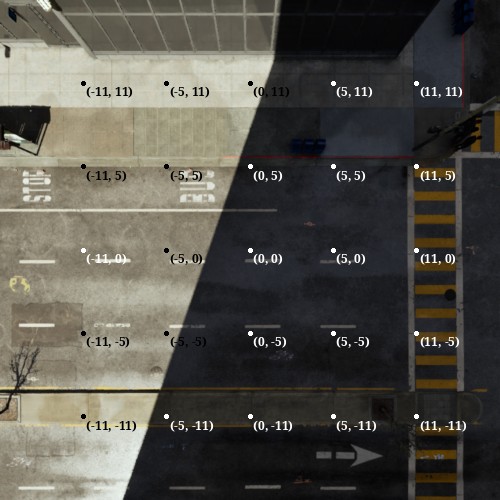 (-11, 11) (-5, 11) (0, 11) (5, 11) (11, 11)
STOP BUS
(-11, 5) (-5, 5) (0, 5) (5, 5) (11, 5)
(-11, 0) (-5, 0) (0, 0) (5, 0) (11, 0)
(-11, -5) (-5, -5) (0, -5) (5, -5) (11, -5)
(-11, -11) (-5, -11) (0, -11) (5, -11) (11, -11)